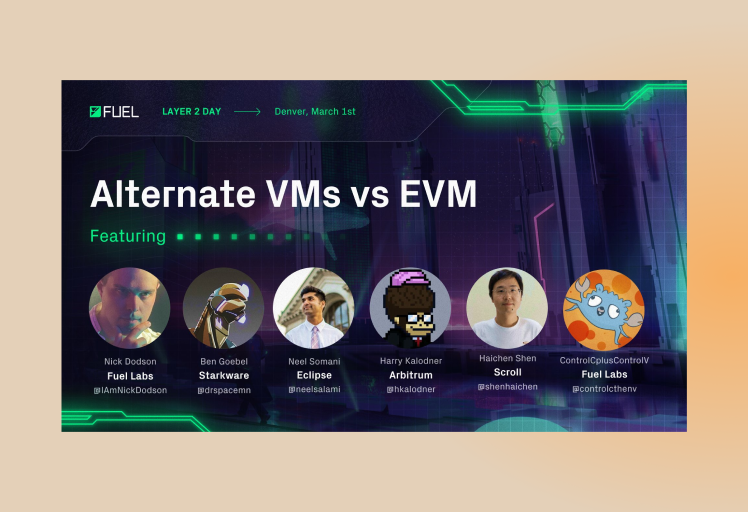 FUEL LAYER 2 DAY Denver, March 1st
Alternate VMs vs EVM
Featuring
Nick Dodson
Fuel Labs
@IAmNickDodson
Ben Goebel
Starkware
@drspacemn
Neel Somani
Eclipse
@neelsalami
Harry Kalodner
Arbitrum
@hkalodner
Haichen Shen
Scroll
@shenhaichen
ControlCplusControlV
Fuel Labs
@controlcthenv